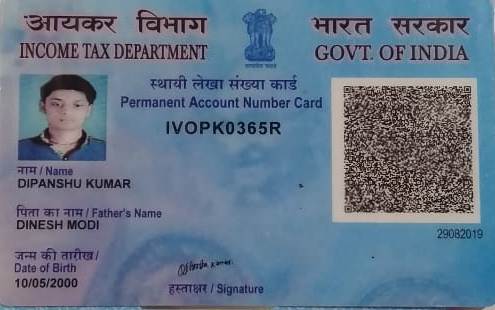 आयकर विभाग
INCOME TAX DEPARTMENT
भारत सरकार
GOVT. OF INDIA
स्थायी लेखा संख्या कार्ड
Permanent Account Number Card
IVOPK0365R
नाम / Name
DIPANSHU KUMAR
पिता का नाम / Father's Name
DINESH MODI
जन्म की तारीख/
Date of Birth
10/05/2000
हस्ताक्षर / Signature
29082019